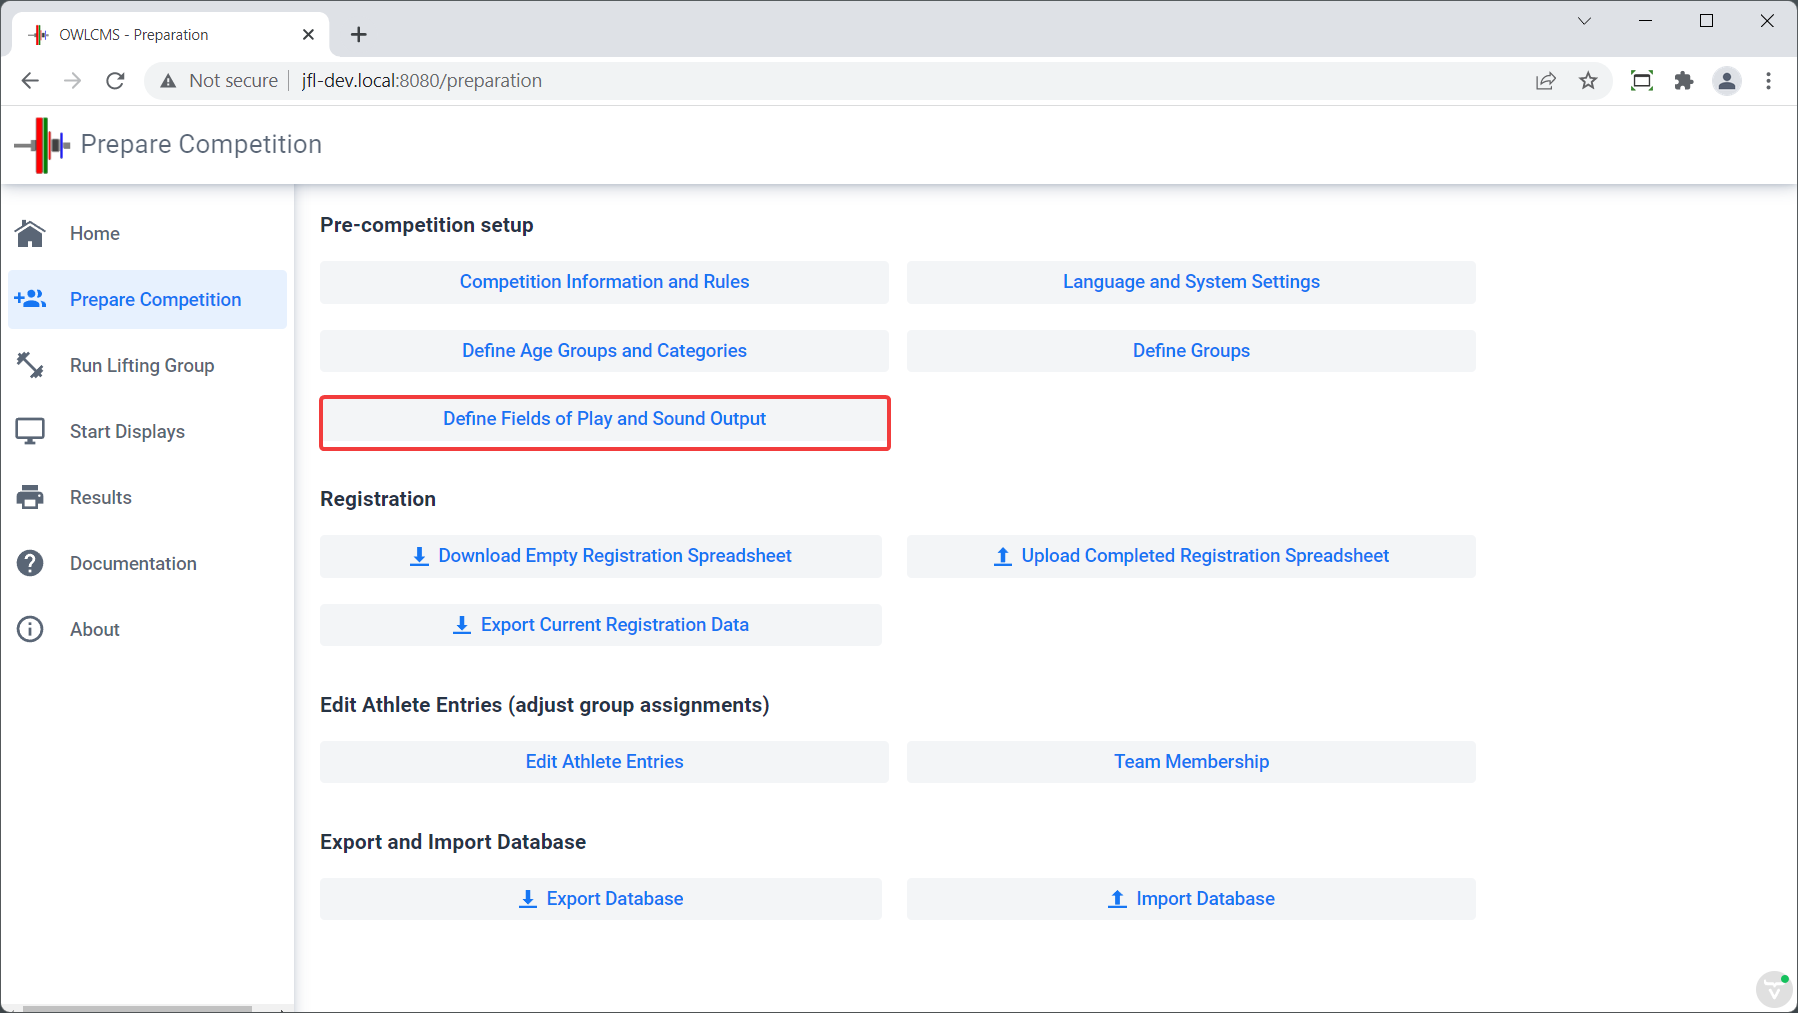 OWLCMS - Preparation
Not secure
jfl-dev.local:8080/preparation
Prepare Competition
Home
Prepare Competition
Run Lifting Group
Start Displays
Results
Documentation
About
Pre-competition setup
Competition Information and Rules
Language and System Settings
Define Age Groups and Categories
Define Groups
Define Fields of Play and Sound Output
Registration
Download Empty Registration Spreadsheet
Upload Completed Registration Spreadsheet
Export Current Registration Data
Edit Athlete Entries (adjust group assignments)
Edit Athlete Entries
Team Membership
Export and Import Database
Export Database
Import Database